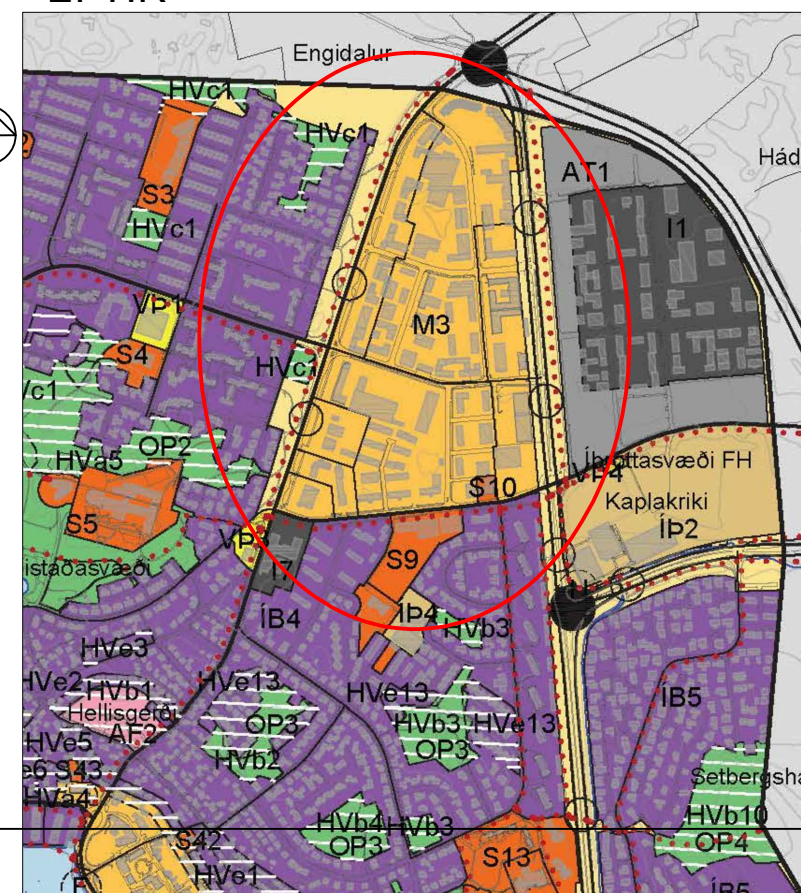 Engidalur
HVc1
HVc1
Hád
AT1
S3
I1
HVc1
VP1
M3
S4
HVc1
Vc1
OP2
HVa5
Íþróttasvæði FH
S10
VP4
Kaplakriki
S5
ÍÞ2
VP3
S9
istaðasvæði
I7
ÍÞ4
ÍB4
HVb3
HVe3
HVe2
HVb1
HVe13
HVe13
ÍB5
Hellisgerði
OP3
HVb3
HVe13
AF2
HVe5
OP3
HVb2
e6
S43
Setbergsha
HVa4
HVb10
HVb4
HVb3
S42
OP3
OP4
S13
HVe1
ÍB5